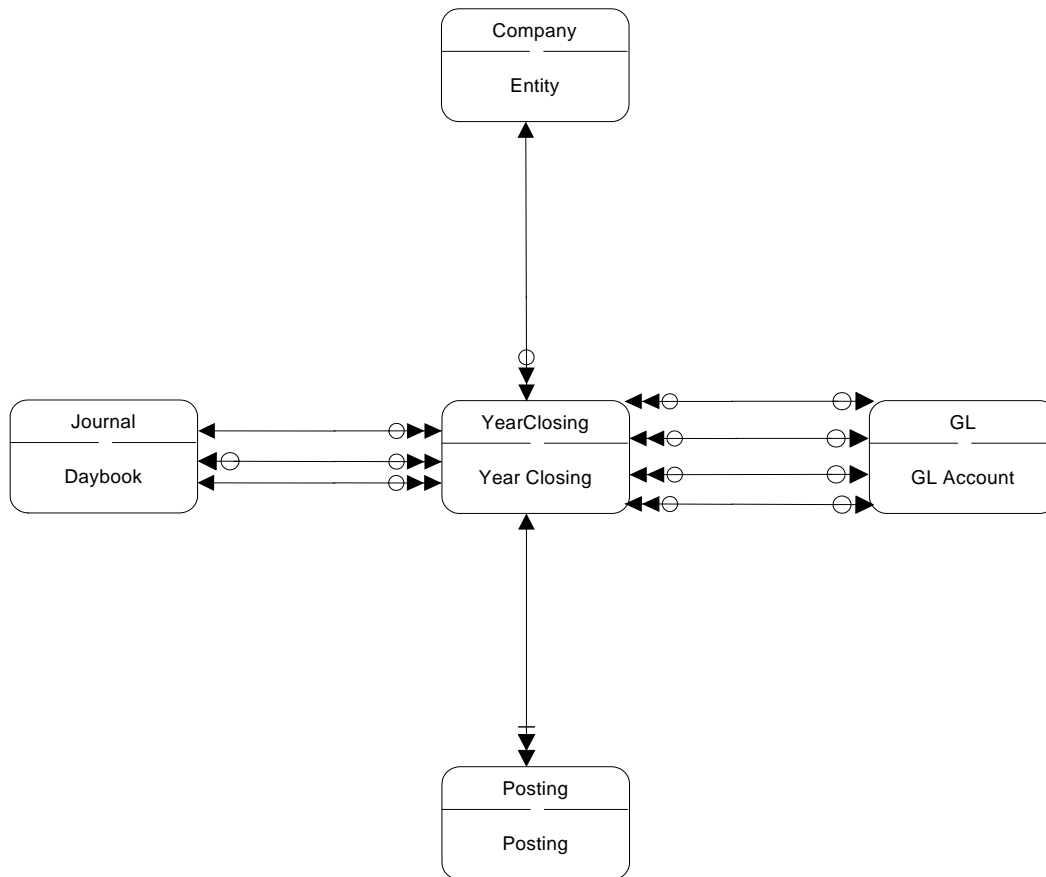 Company
Entity
Journal
Daybook
YearClosing
Year Closing
GL
GL Account
Posting
Posting